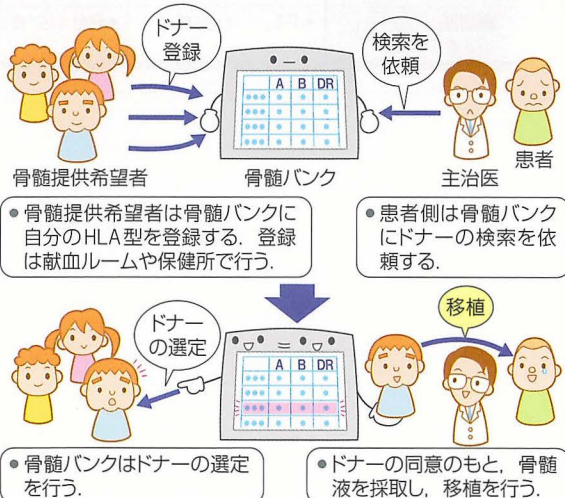 ドナー
登録
検索を
依頼
A B DR
骨髄提供希望者
骨髄バンク
主治医
患者
● 骨髄提供希望者は骨髄バンクに
自分のHLA型を登録する．登録
は献血ルームや保健所で行う．
● 患者側は骨髄バンク
にドナーの検索を依
頼する．
ドナー
の選定
A B DR
移植
● 骨髄バンクはドナーの選定
を行う．
● ドナーの同意のもと，骨髄
液を採取し，移植を行う．